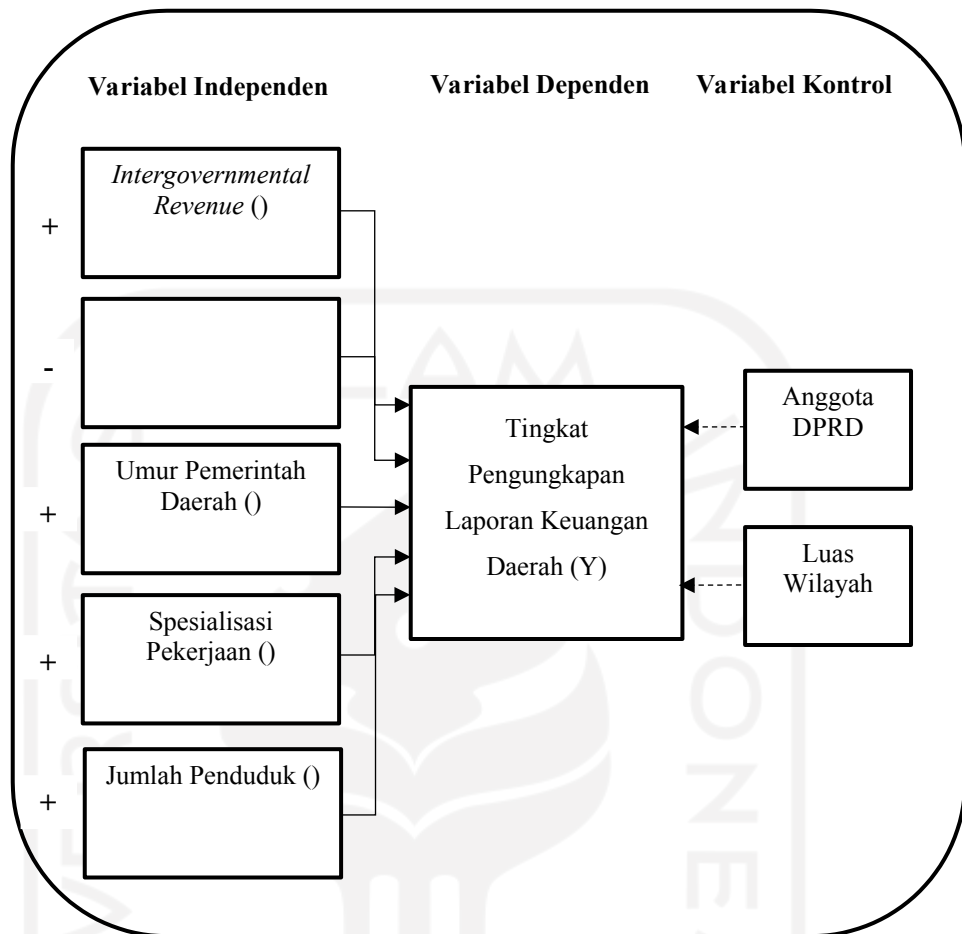 Variabel Independen Variabel Dependen Variabel Kontrol
Intergovernmental
Revenue ()
+
-
Umur Pemerintah
Daerah ()
+
Spesialisasi
Pekerjaan ()
+
Jumlah Penduduk ()
+
Tingkat
Pengungkapan
Laporan Keuangan
Daerah (Y)
Anggota
DPRD
Luas
Wilayah